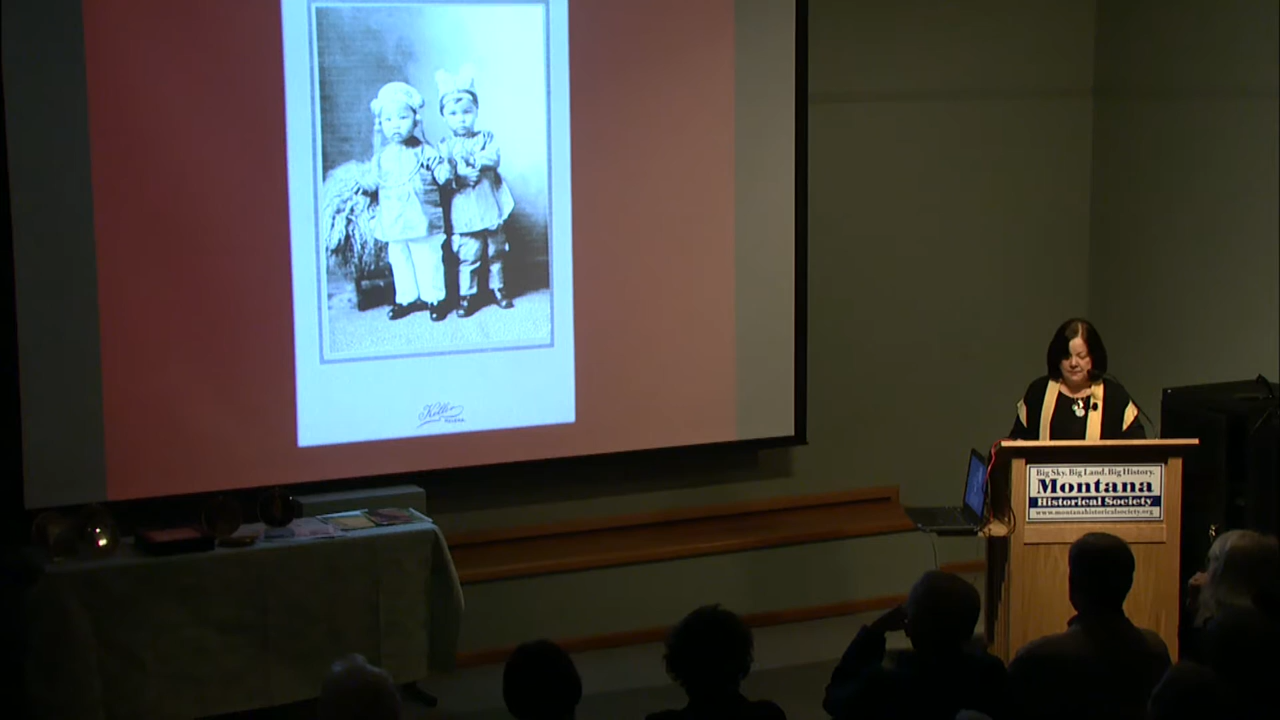 Big Sky. Big Land. Big History.
Montana
Historical Society
www.montanahistoricalsociety.org